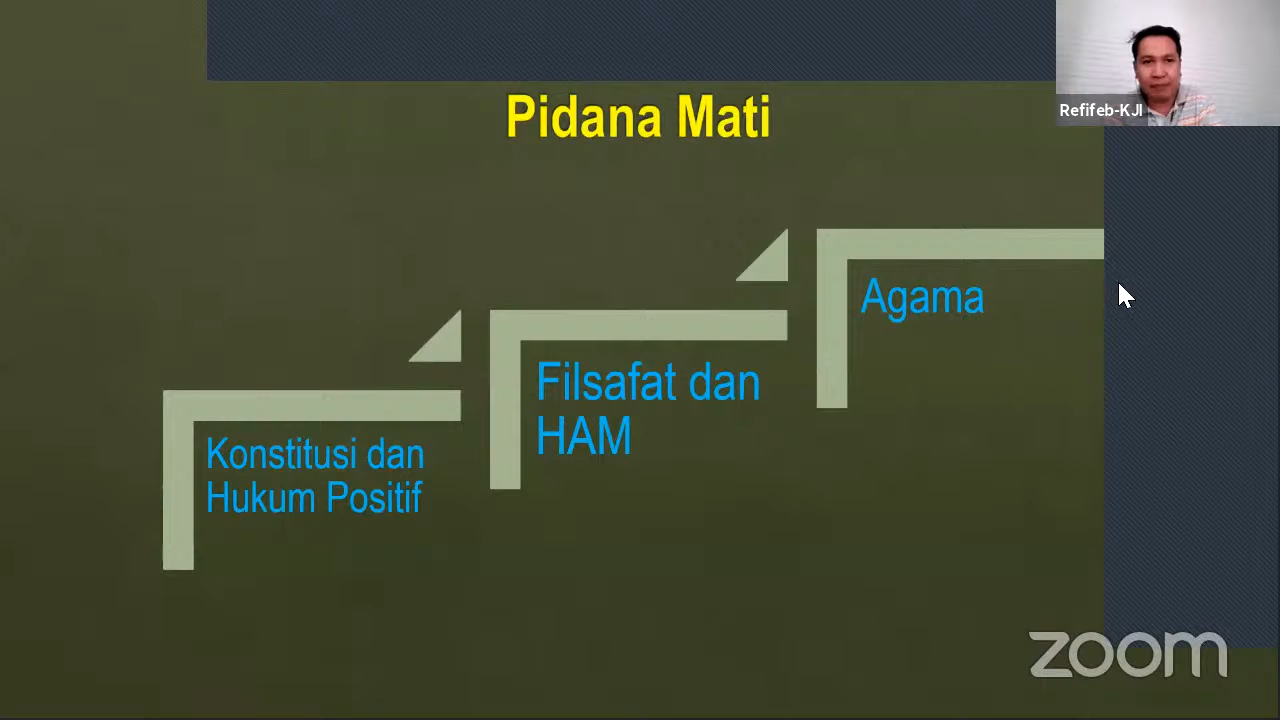 Pidana Mati
Refifeb-KJI
Konstitusi dan
Hukum Positif
Filsafat dan
HAM
Agama
zoom